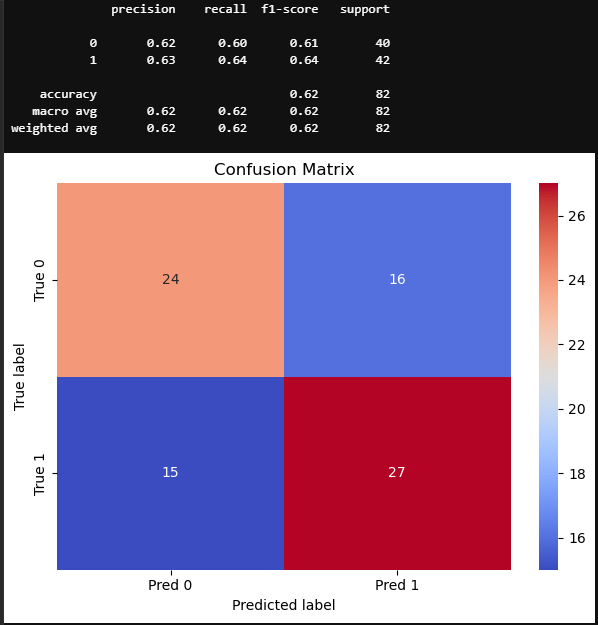 precision recall f1-score support
0 0.62 0.60 0.61 40
1 0.63 0.64 0.64 42
accuracy 0.62 82
macro avg 0.62 0.62 0.62 82
weighted avg 0.62 0.62 0.62 82
Confusion Matrix
True 0
24
16
True 1
15
27
True label
Pred 0
Pred 1
Predicted label
26
24
22
20
18
16